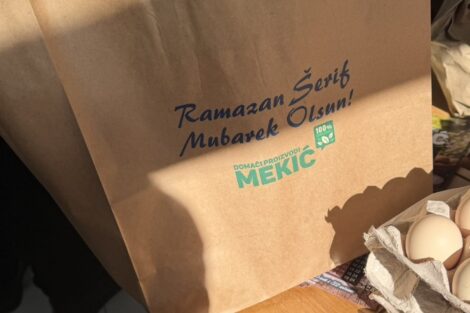 Ramazan Šerif
Mubarek Olsun!
100%
DOMAĆI PROIZVODI
MEKIĆ